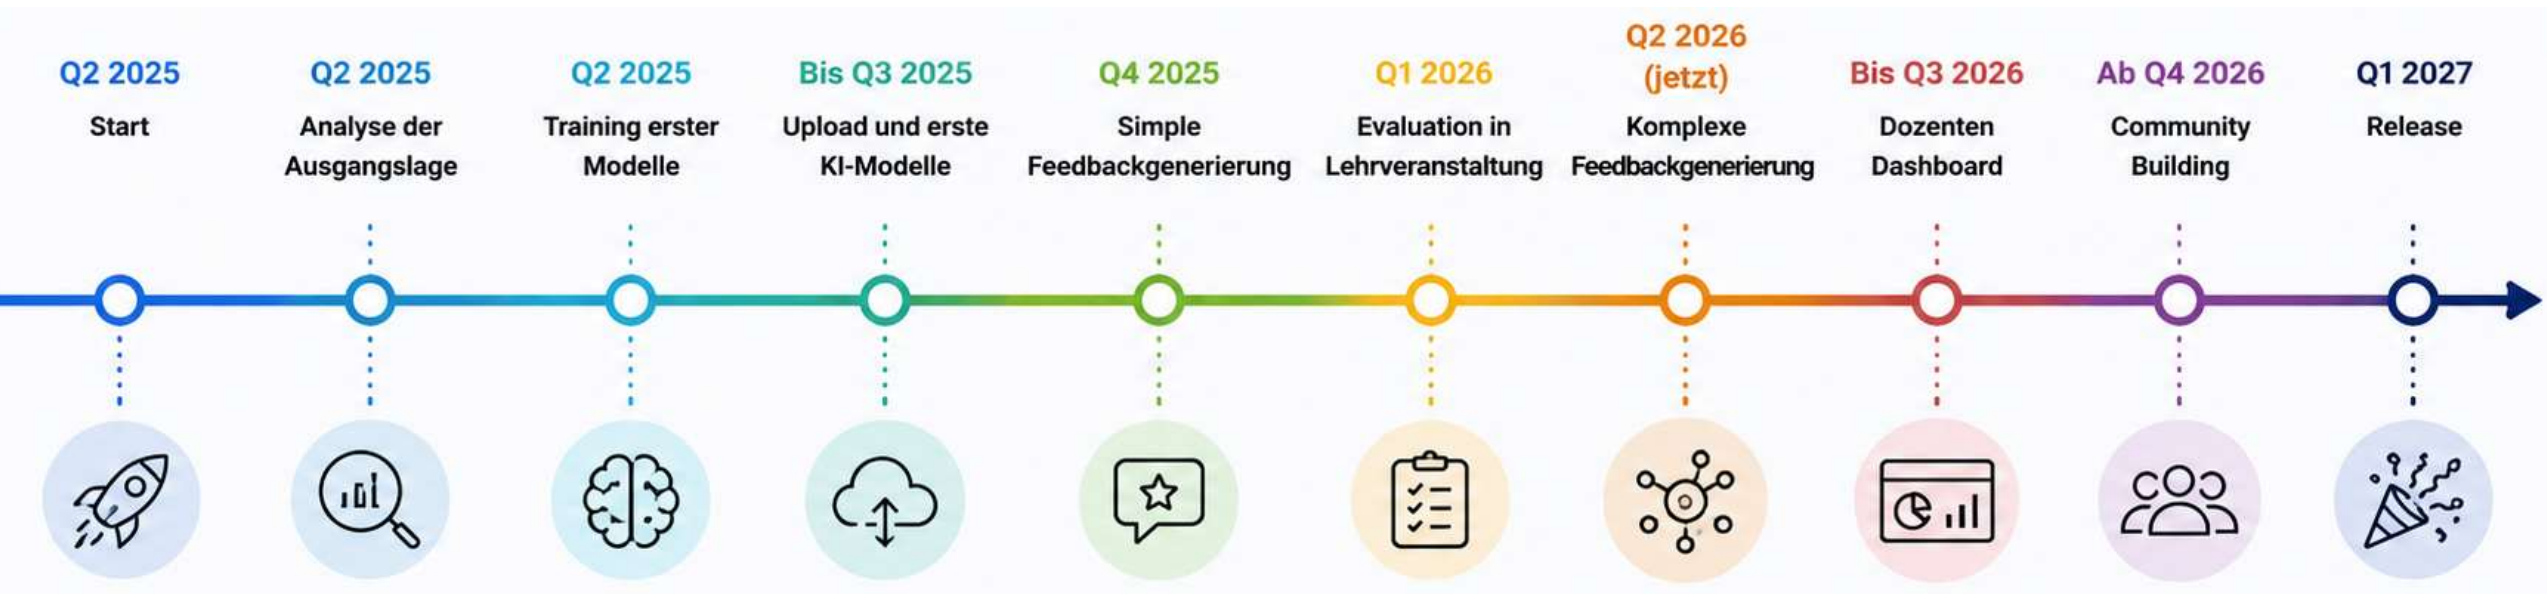 Q2 2025
Start
Q2 2025
Analyse der
Ausgangslage
Q2 2025
Training erster
Modelle
Bis Q3 2025
Upload und erste
KI-Modelle
Q4 2025
Simple
Feedbackgenerierung
Q1 2026
Evaluation in
Lehrveranstaltung
Q2 2026
(jetzt)
Komplexe
Feedbackgenerierung
Bis Q3 2026
Dozenten
Dashboard
Ab Q4 2026
Community
Building
Q1 2027
Release